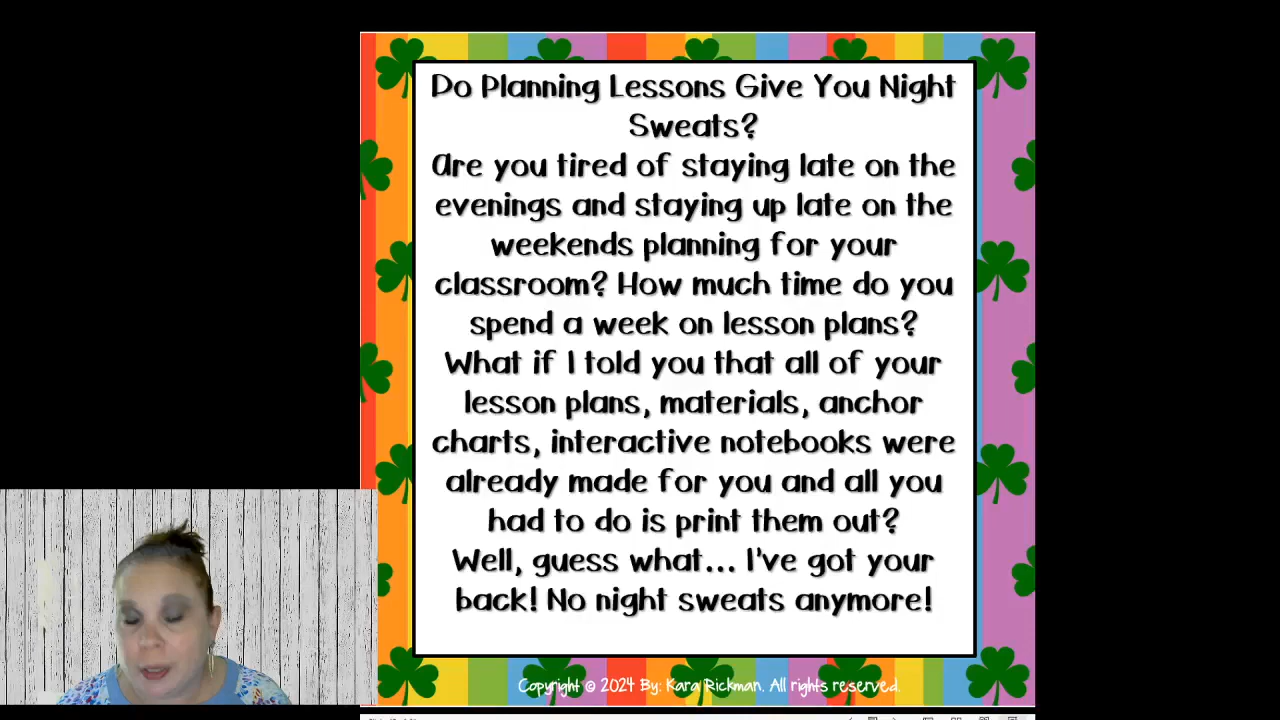 Do Planning Lessons Give You Night
Sweats?
Are you tired of staying late on the
evenings and staying up late on the
weekends planning for your
classroom? How much time do you
spend a week on lesson plans?
What if I told you that all of your
lesson plans, materials, anchor
charts, interactive notebooks were
already made for you and all you
had to do is print them out?
Well, guess what... I've got your
back! No night sweats anymore!
Copyright © 2024 By: Kara Rickman. All rights reserved.